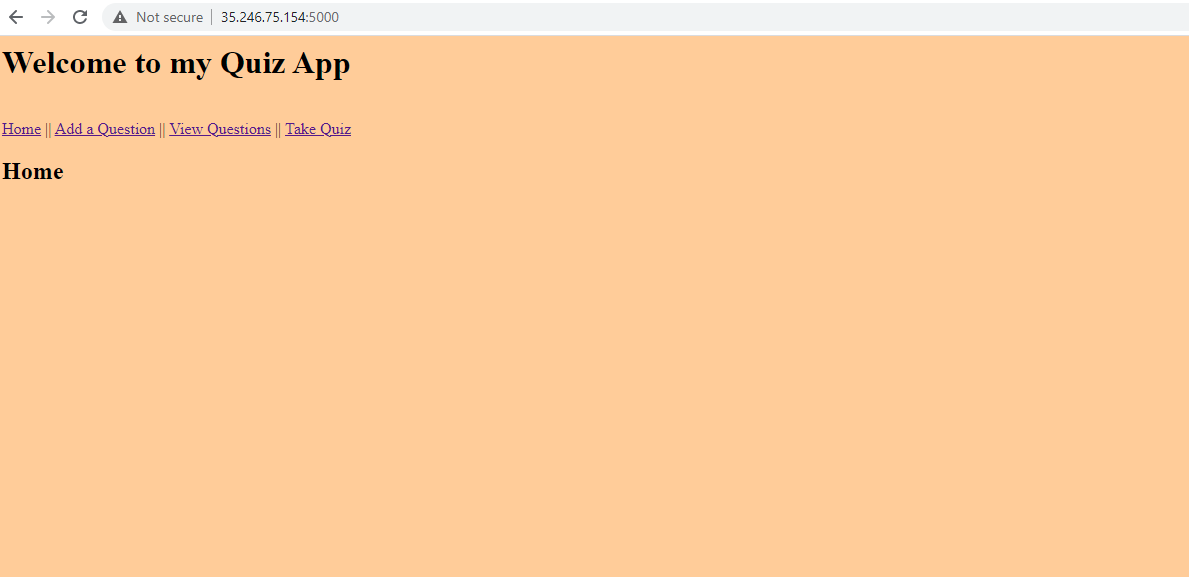 Not secure | 35.246.75.154:5000
Welcome to my Quiz App
Home || Add a Question || View Questions || Take Quiz
Home